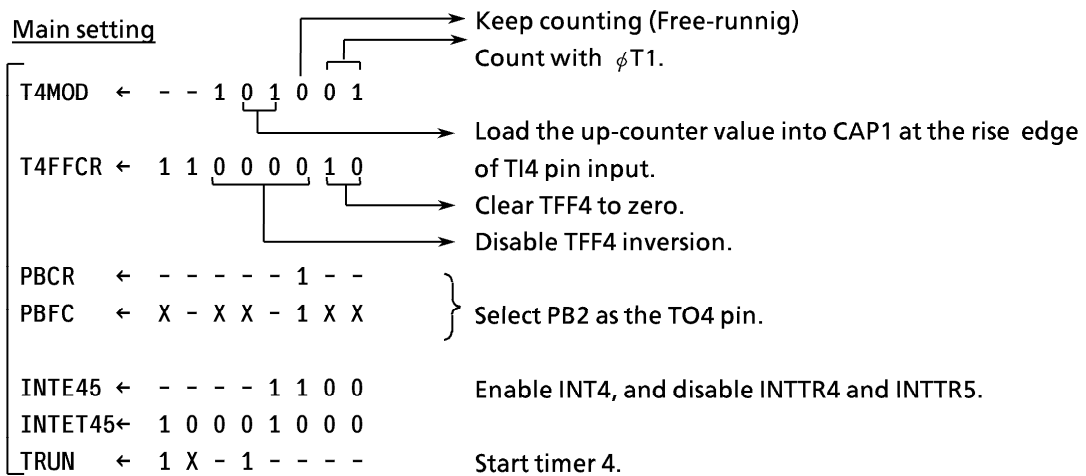 Keep counting (Free-runnig)
Main setting
Count with ϕT1.
T4MOD ← – – 1 0 1 0 0 1
Load the up-counter value into CAP1 at the rise edge
T4FFCR ← 1 1 0 0 0 0 1 0 of TI4 pin input.
Clear TFF4 to zero.
Disable TFF4 inversion.
PBCR ← – – – – – 1 – –
PBFC ← X – X X – 1 X X Select PB2 as the TO4 pin.
INTE45 ← – – – – 1 1 0 0 Enable INT4, and disable INTTR4 and INTTR5.
INTET45← 1 0 0 0 1 0 0 0
TRUN ← 1 X – 1 – – – – Start timer 4.